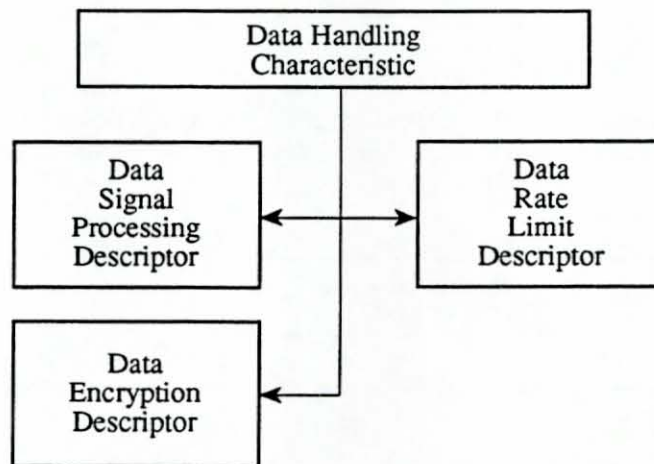 Data Handling
Characteristic
Data
Signal
Processing
Descriptor
Data
Rate
Limit
Descriptor
Data
Encryption
Descriptor